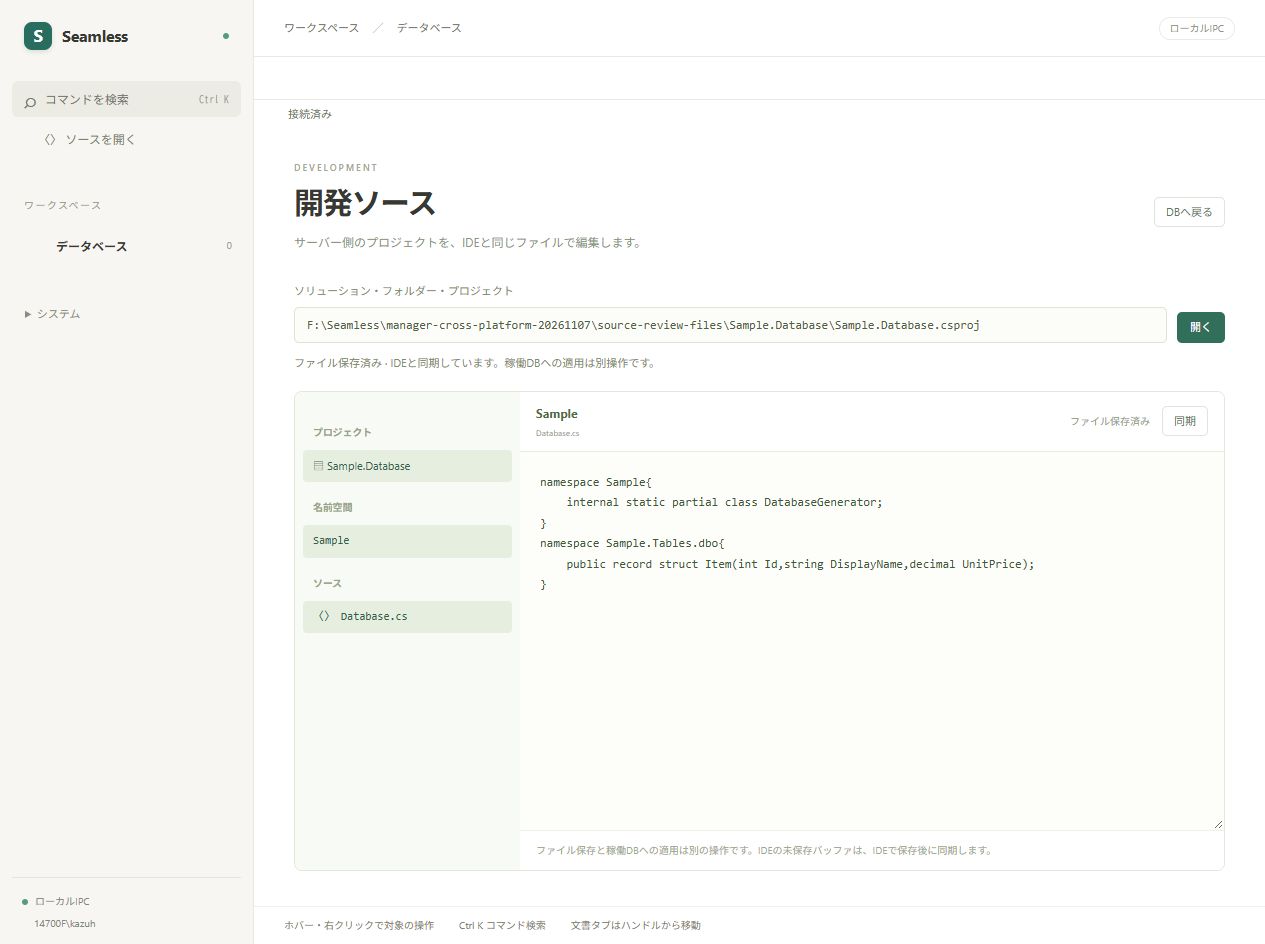 S Seamless
コマンドを検索 Ctrl K
ソースを開く
ワークスペース
データベース 0
システム
ローカルIPC
14700F\kazuh
ワークスペース ／ データベース
ローカルIPC
接続済み
DEVELOPMENT
開発ソース
DBへ戻る
サーバー側のプロジェクトを、IDEと同じファイルで編集します。
ソリューション・フォルダー・プロジェクト
F:\Seamless\manager-cross-platform-20261107\source-review-files\Sample.Database\Sample.Database.csproj
開く
ファイル保存済み · IDEと同期しています。稼働DBへの適用は別操作です。
プロジェクト
Sample.Database
名前空間
Sample
ソース
Database.cs
Sample
Database.cs
ファイル保存済み 同期
namespace Sample{
    internal static partial class DatabaseGenerator;
}
namespace Sample.Tables.dbo{
    public record struct Item(int Id,string DisplayName,decimal UnitPrice);
}
ファイル保存と稼働DBへの適用は別の操作です。IDEの未保存バッファは、IDEで保存後に同期します。
ホバー・右クリックで対象の操作 Ctrl K コマンド検索 文書タブはハンドルから移動